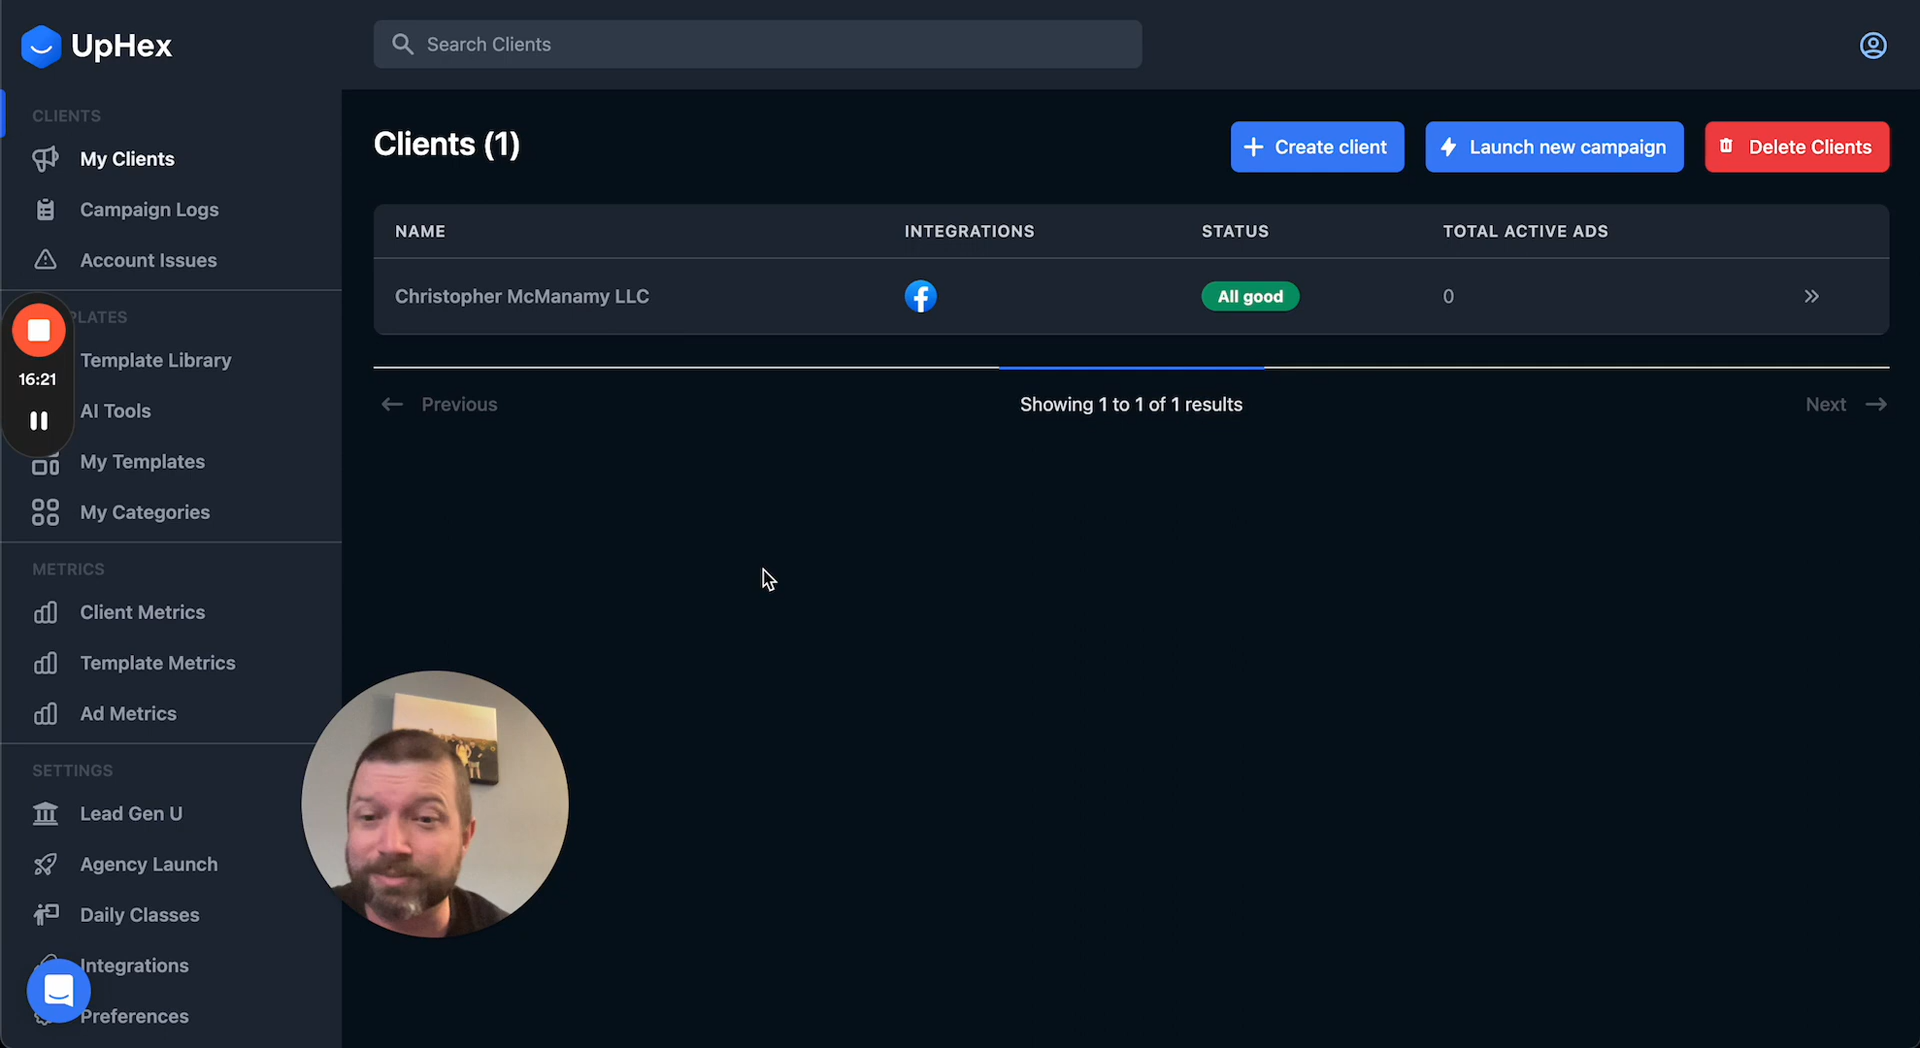 UpHex
Search Clients
CLIENTS
My Clients
Campaign Logs
Account Issues
PLATES
Template Library
AI Tools
My Templates
My Categories
METRICS
Client Metrics
Template Metrics
Ad Metrics
SETTINGS
Lead Gen U
Agency Launch
Daily Classes
Integrations
Preferences
16:21
Clients (1)
Create client
Launch new campaign
Delete Clients
NAME INTEGRATIONS STATUS TOTAL ACTIVE ADS
Christopher McManamy LLC All good 0
Previous Showing 1 to 1 of 1 results Next